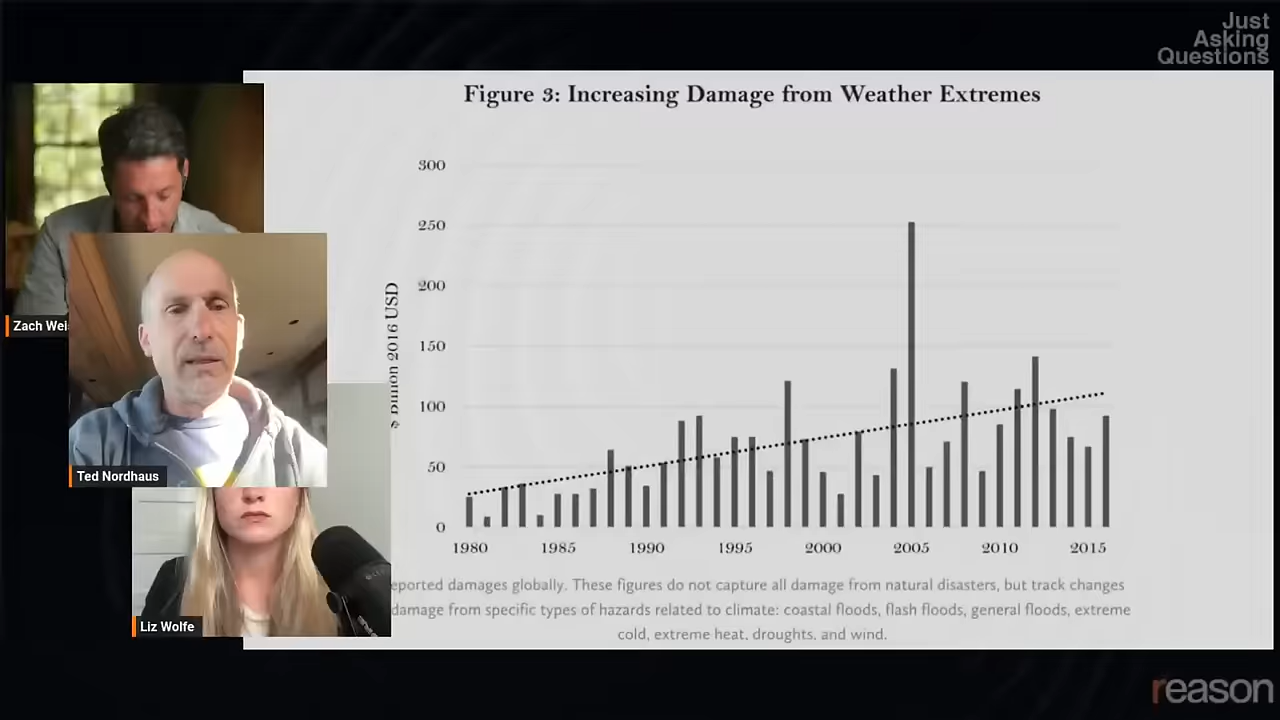 Just
Asking
Questions
Figure 3: Increasing Damage from Weather Extremes
300
250
200
150
100
50
0
2016 USD
1980 1985 1990 1995 2000 2005 2010 2015
eported damages globally. These figures do not capture all damage from natural disasters, but track changes
damage from specific types of hazards related to climate: coastal floods, flash floods, general floods, extreme
cold, extreme heat, droughts, and wind.
Zach Wei
Ted Nordhaus
Liz Wolfe
reason